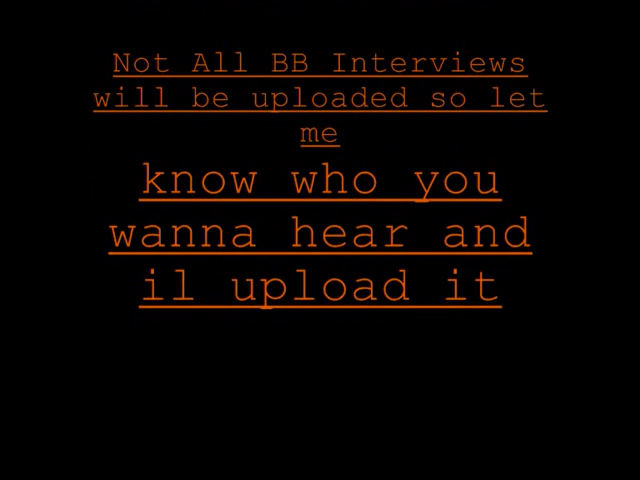 Not All BB Interviews
will be uploaded so let
me
know who you
wanna hear and
il upload it